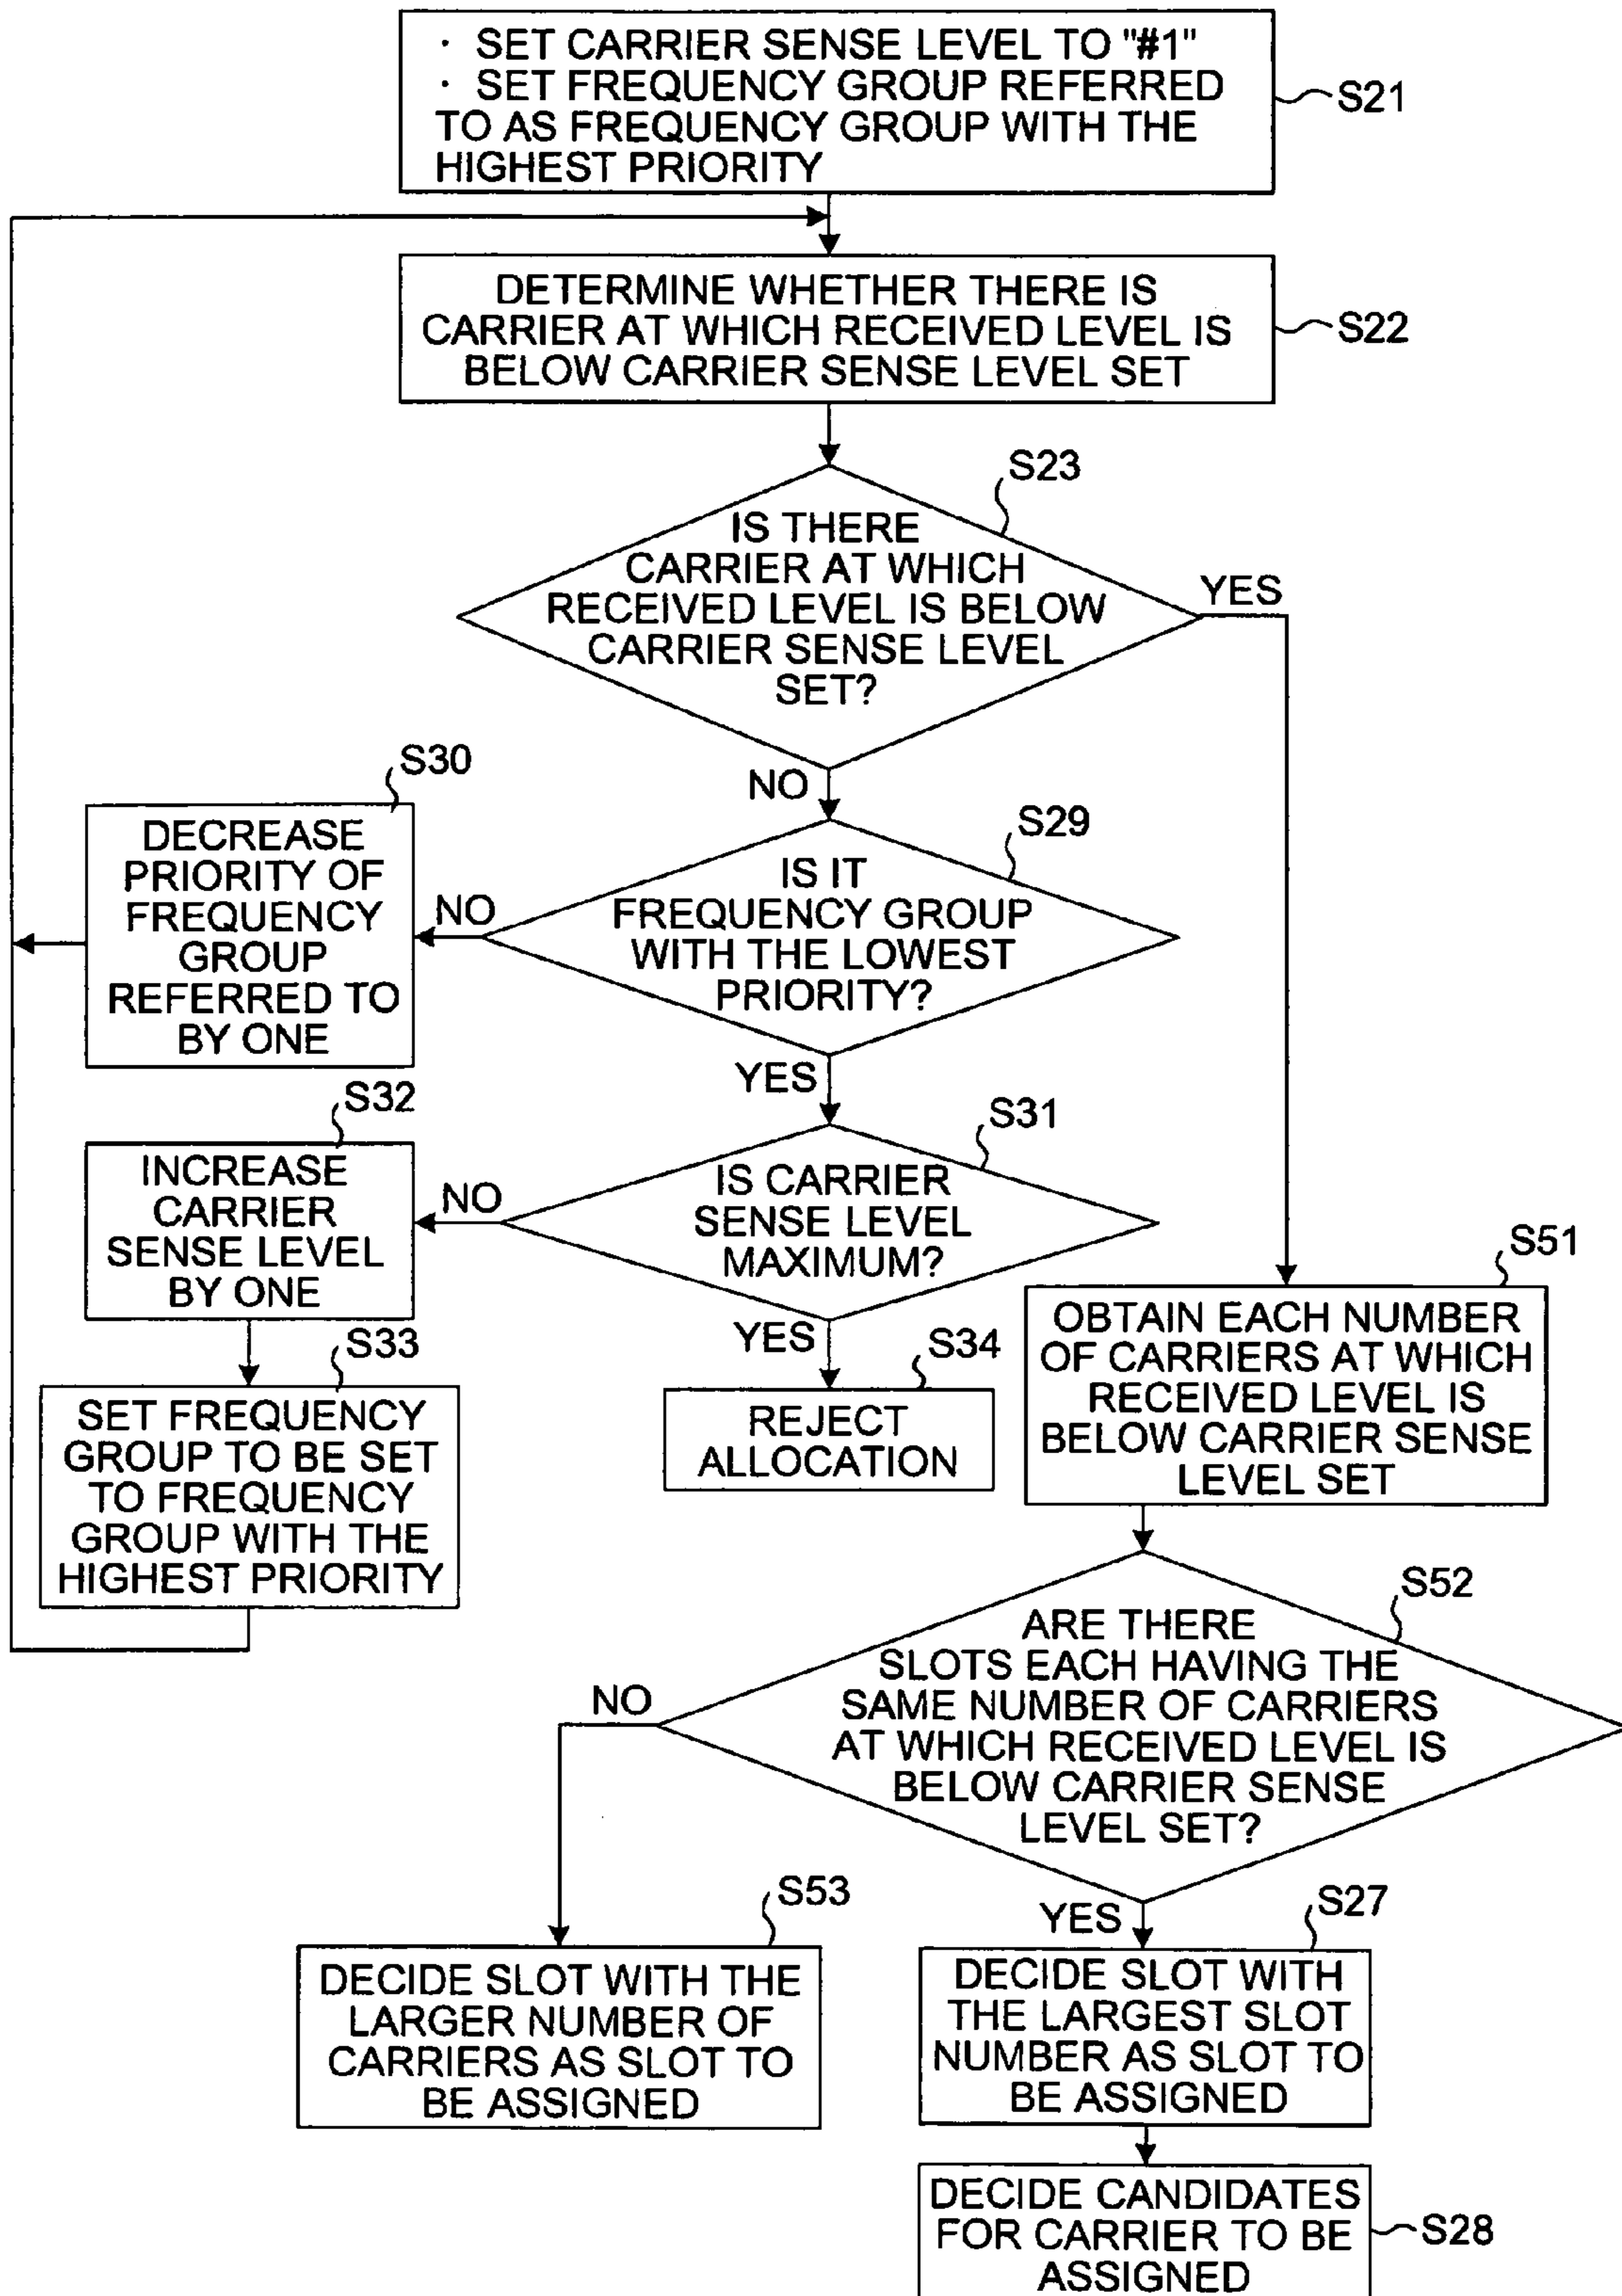 · SET CARRIER SENSE LEVEL TO "#1"
· SET FREQUENCY GROUP REFERRED
TO AS FREQUENCY GROUP WITH THE
HIGHEST PRIORITY
S21
DETERMINE WHETHER THERE IS
CARRIER AT WHICH RECEIVED LEVEL IS
BELOW CARRIER SENSE LEVEL SET
S22
S23
IS THERE
CARRIER AT WHICH
RECEIVED LEVEL IS BELOW
CARRIER SENSE LEVEL
SET?
YES
NO
S30
DECREASE
PRIORITY OF
FREQUENCY
GROUP
REFERRED TO
BY ONE
NO
S29
IS IT
FREQUENCY GROUP
WITH THE LOWEST
PRIORITY?
YES
S32
INCREASE
CARRIER
SENSE LEVEL
BY ONE
NO
S31
IS CARRIER
SENSE LEVEL
MAXIMUM?
YES
S33
SET FREQUENCY
GROUP TO BE SET
TO FREQUENCY
GROUP WITH THE
HIGHEST PRIORITY
S34
REJECT
ALLOCATION
S51
OBTAIN EACH NUMBER
OF CARRIERS AT WHICH
RECEIVED LEVEL IS
BELOW CARRIER SENSE
LEVEL SET
S52
ARE THERE
SLOTS EACH HAVING THE
SAME NUMBER OF CARRIERS
AT WHICH RECEIVED LEVEL IS
BELOW CARRIER SENSE
LEVEL SET?
NO
YES
S53
DECIDE SLOT WITH THE
LARGER NUMBER OF
CARRIERS AS SLOT TO
BE ASSIGNED
S27
DECIDE SLOT WITH
THE LARGEST SLOT
NUMBER AS SLOT TO
BE ASSIGNED
DECIDE CANDIDATES
FOR CARRIER TO BE
ASSIGNED
S28